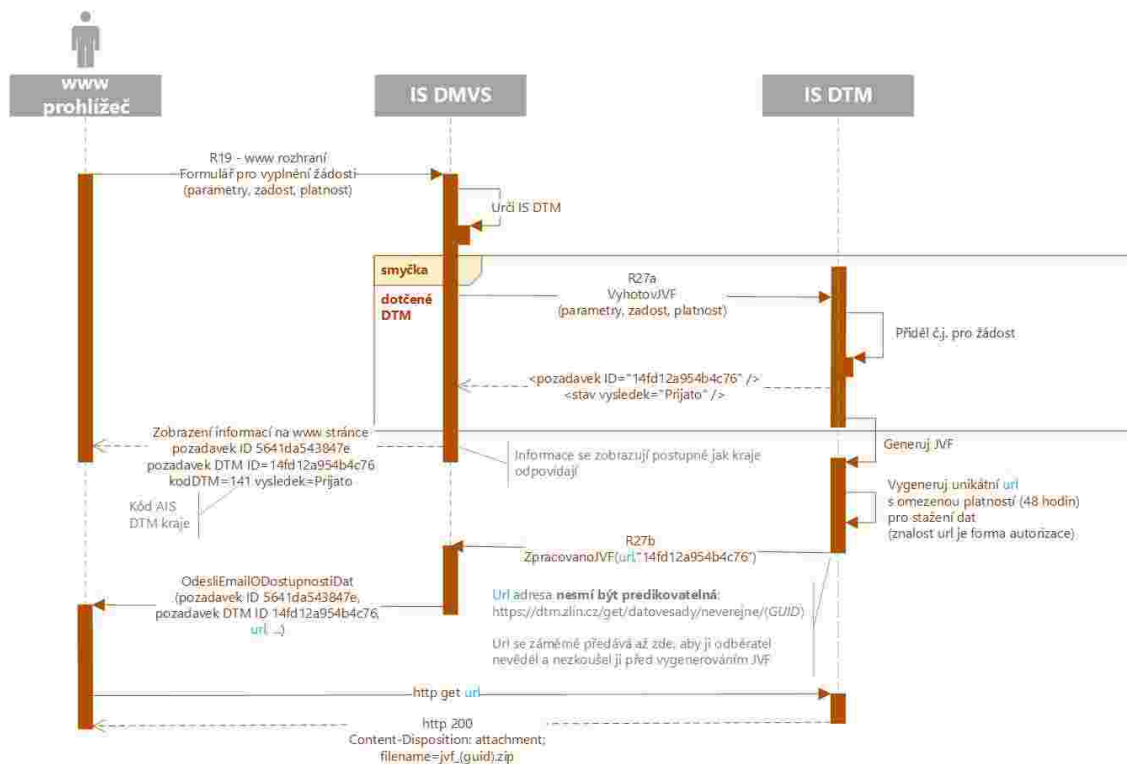 www
prohlížeč
IS DMVS
IS DTM
R19 - www rozhraní
Formulář pro vyplnění žádosti
(parametry, zadost, platnost)
Urči IS DTM
smyčka
dotčené
DTM
R27a
VyhotovJVF
(parametry, zadost, platnost)
Přiděl č.j. pro žádost
<pozadavek ID="14fd12a954b4c76" />
<stav vysledek="Prijato" />
Zobrazení informací na www stránce
pozadavek ID 5641da543847e
pozadavek DTM ID=14fd12a954b4c76
kodDTM=141 vysledek=Prijato
Informace se zobrazují postupně jak kraje
odpovídají
Generuj JVF
Kód AIS
DTM kraje
Vygeneruj unikátní url
s omezenou platností (48 hodin)
pro stažení dat
(znalost url je forma autorizace)
R27b
ZpracovanoJVF(url,"14fd12a954b4c76")
OdesliEmailODostupnostiDat
(pozadavek ID 5641da543847e,
pozadavek DTM ID 14fd12a954b4c76,
url, ...)
Url adresa nesmí být predikovatelná:
https://dtm.zlin.cz/get/datovesady/neverejne/(GUID)
Url se záměrně předává až zde, aby ji odběratel
nevěděl a nezkoušel ji před vygenerováním JVF
http get url
http 200
Content-Disposition: attachment;
filename=jvf_(guid).zip